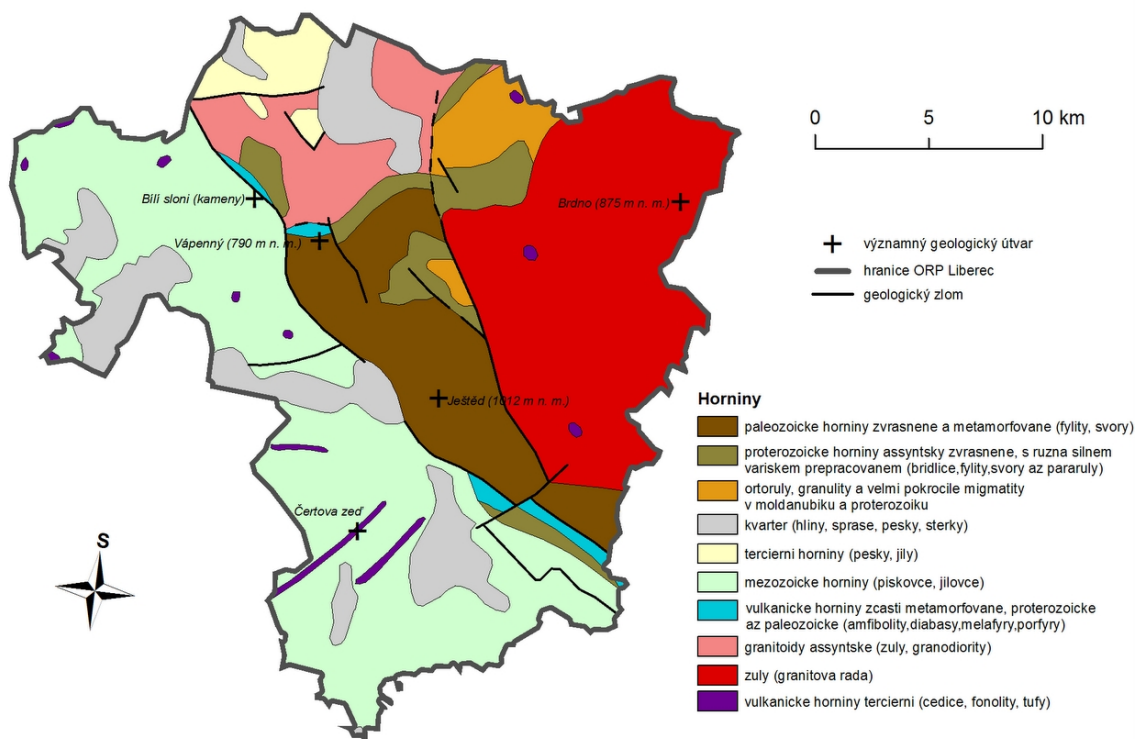 0 5 10 km
Bílí sloni (kameny)
Brdno (875 m n. m.)
Vápenný (790 m n. m.)
významný geologický útvar
hranice ORP Liberec
geologický zlom
Ještěd (1012 m n. m.)
Horniny
paleozoicke horniny zvrasnene a metamorfovane (fylity, svory)
proterozoicke horniny assyntsky zvrasnene, s ruzna silnem
variskem prepracovanem (bridlice,fylity,svory az pararuly)
ortoruly, granulity a velmi pokrocile migmatity
v moldanubiku a proterozoiku
kvarter (hliny, sprase, pesky, sterky)
tercierni horniny (pesky, jily)
mezozoicke horniny (piskovce, jilovce)
vulkanicke horniny zcasti metamorfovane, proterozoicke
az paleozoicke (amfibolity,diabasy,melafyry,porfyry)
granitoidy assyntske (zuly, granodiority)
zuly (granitova rada)
vulkanicke horniny tercierni (cedice, fonolity, tufy)
Čertova zeď
S